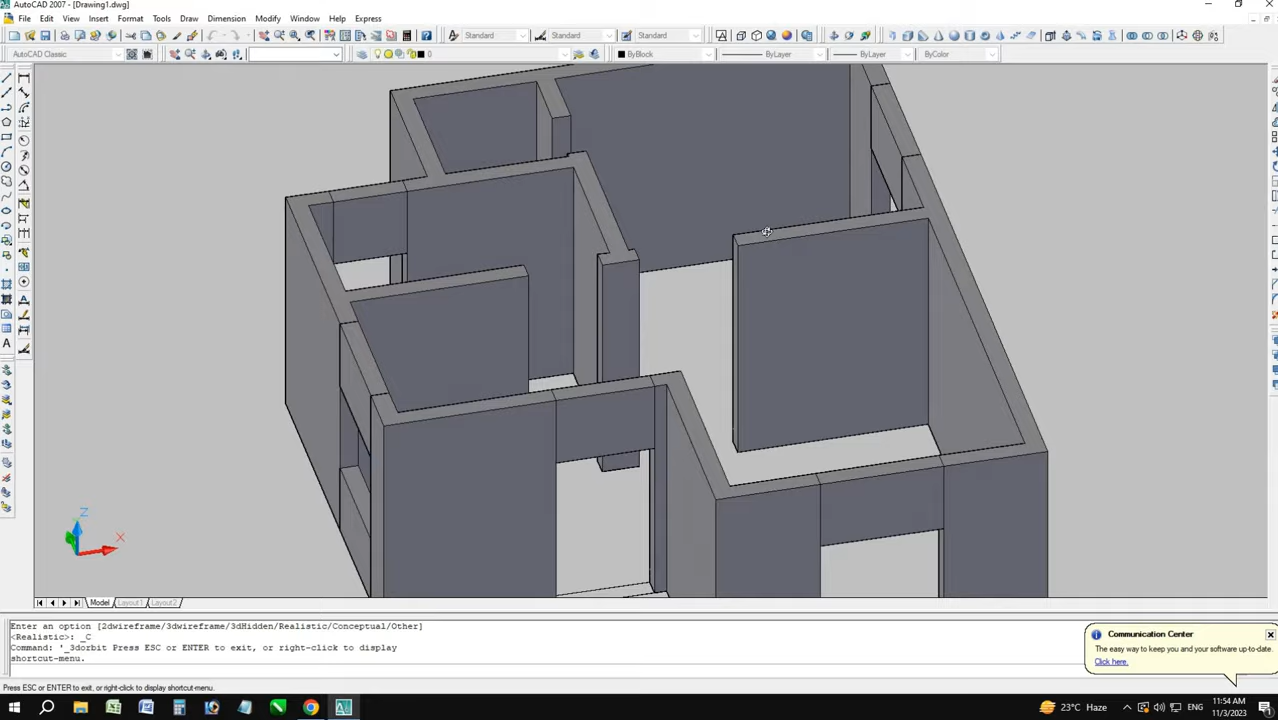 AutoCAD 2007 - [Drawing1.dwg]
File Edit View Insert Format Tools Draw Dimension Modify Window Help Express
Standard Standard Standard
AutoCAD Classic 0 ByBlock ByLayer ByLayer ByColor
Z
X
Model Layout1 Layout2
Enter an option [2dwireframe/3dwireframe/3dHidden/Realistic/Conceptual/Other]
<Realistic>: _C
Command: '_3dorbit Press ESC or ENTER to exit, or right-click to display
shortcut-menu.
Communication Center
The easy way to keep you and your software up-to-date.
Click here.
Press ESC or ENTER to exit, or right-click to display shortcut-menu.
23°C Haze ENG 11:54 AM
11/3/2023